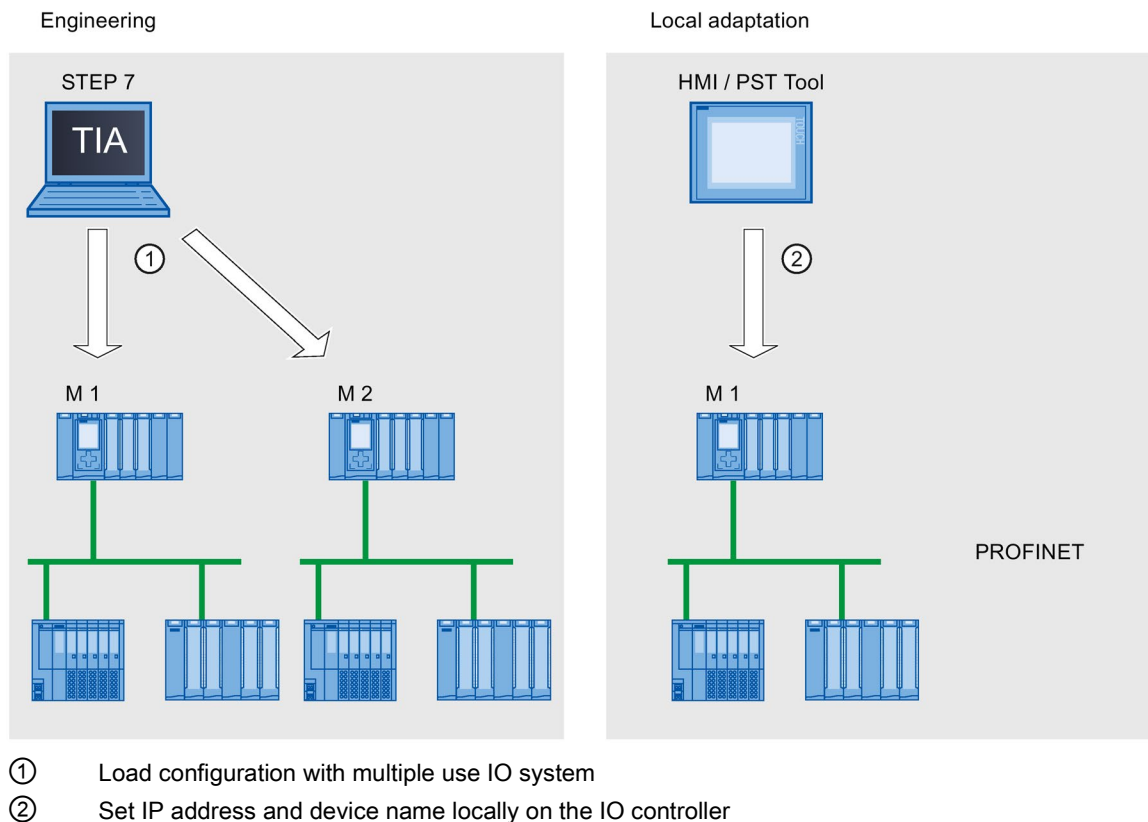 Engineering
Local adaptation
STEP 7
TIA
①
M 1
M 2
HMI / PST Tool
②
M 1
PROFINET
① Load configuration with multiple use IO system
② Set IP address and device name locally on the IO controller